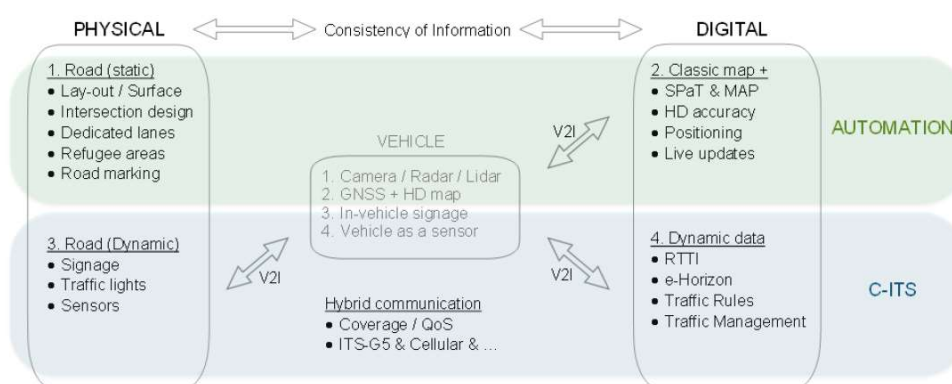 PHYSICAL
Consistency of Information
DIGITAL
1. Road (static)
• Lay-out / Surface
• Intersection design
• Dedicated lanes
• Refugee areas
• Road marking
2. Classic map +
• SPaT & MAP
• HD accuracy
• Positioning
• Live updates
AUTOMATION
V2I
VEHICLE
1. Camera / Radar / Lidar
2. GNSS + HD map
3. In-vehicle signage
4. Vehicle as a sensor
3. Road (Dynamic)
• Signage
• Traffic lights
• Sensors
V2I
V2I
Hybrid communication
• Coverage / QoS
• ITS-G5 & Cellular & ...
4. Dynamic data
• RTTI
• e-Horizon
• Traffic Rules
• Traffic Management
C-ITS